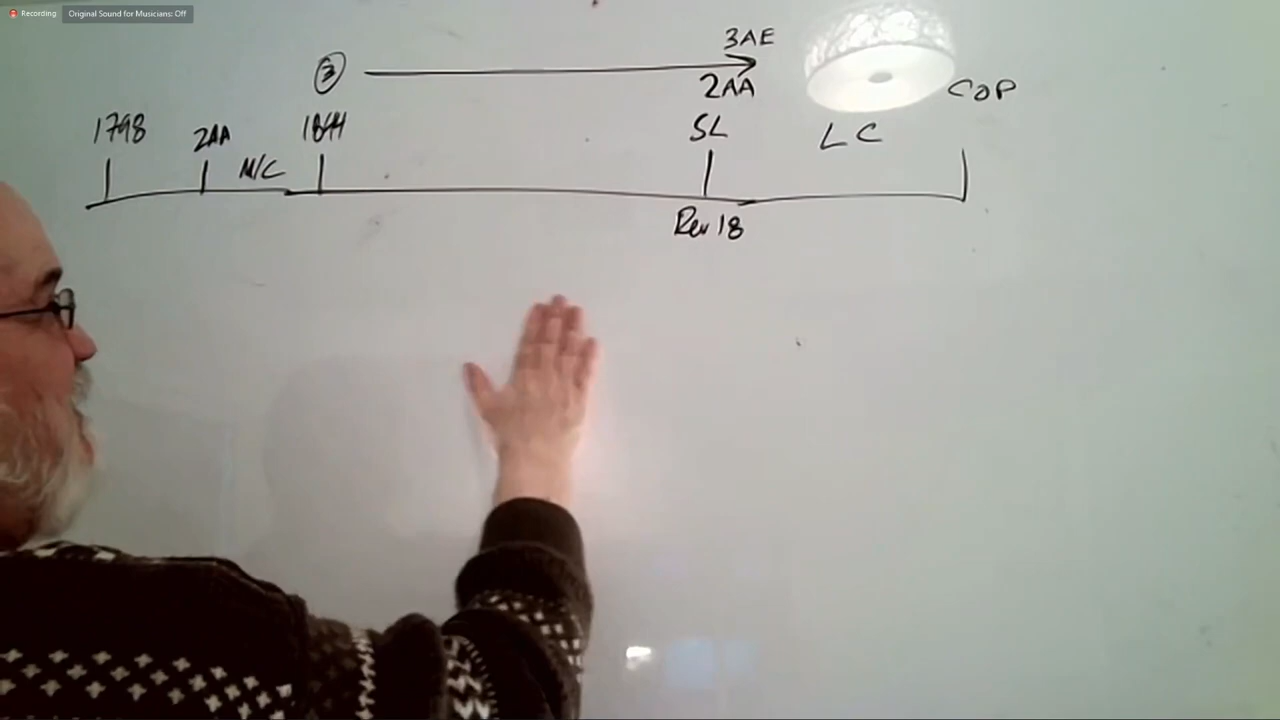 Recording Original Sound for Musicians: Off
3AE
③
2AA
COP
1798 2AA M/C 1844 SL LC
Rev 18